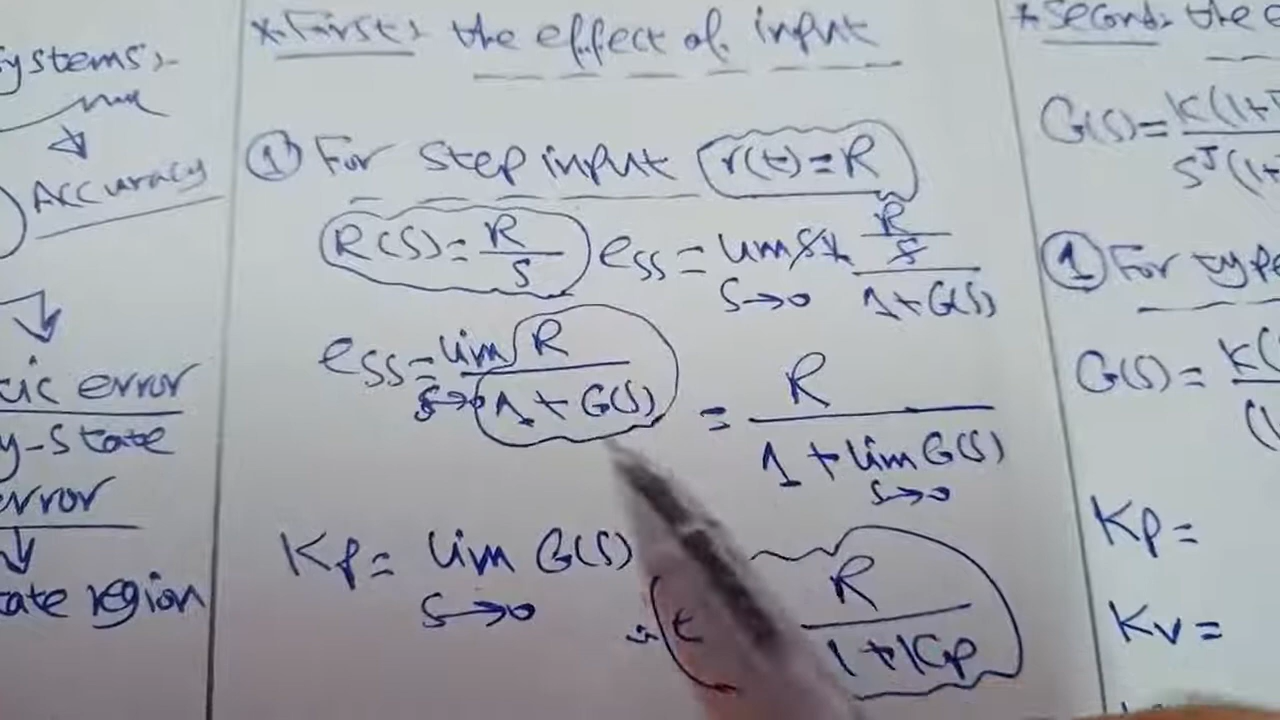 ystems:-
Accuracy
ic error
y-state
error
ate region
* First: the effect of input
① For step input r(t) = R
R(S) = R/S ess = lim S→0 S* (R/S)/(1+G(S))
ess = lim S→0 R/(1+G(S)) = R/(1+lim S→0 G(S))
Kp = lim S→0 G(S)
R/(1+Kp)
* Second: the e
G(S) = K(1+T / S^J(1+
① For type
G(S) = K( / (
Kp =
Kv =